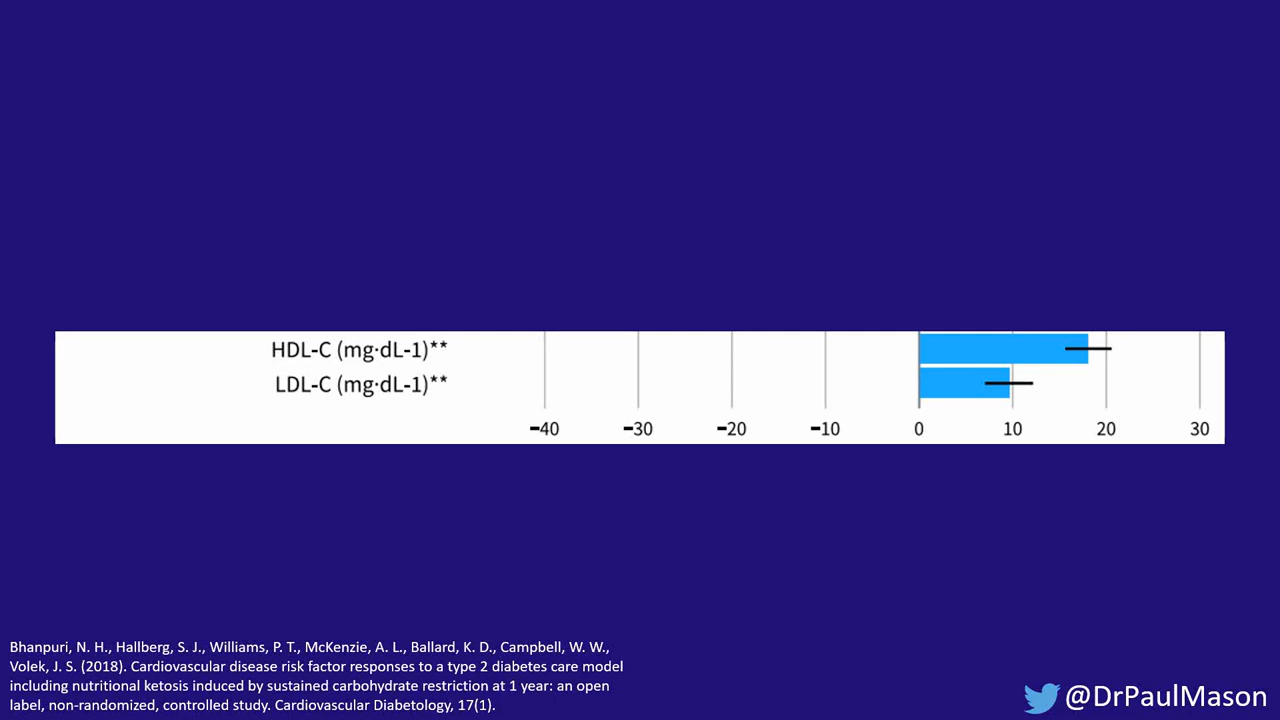 HDL-C (mg·dL-1)**
LDL-C (mg·dL-1)**
−40 −30 −20 −10 0 10 20 30
Bhanpuri, N. H., Hallberg, S. J., Williams, P. T., McKenzie, A. L., Ballard, K. D., Campbell, W. W.,
Volek, J. S. (2018). Cardiovascular disease risk factor responses to a type 2 diabetes care model
including nutritional ketosis induced by sustained carbohydrate restriction at 1 year: an open
label, non-randomized, controlled study. Cardiovascular Diabetology, 17(1).
@DrPaulMason